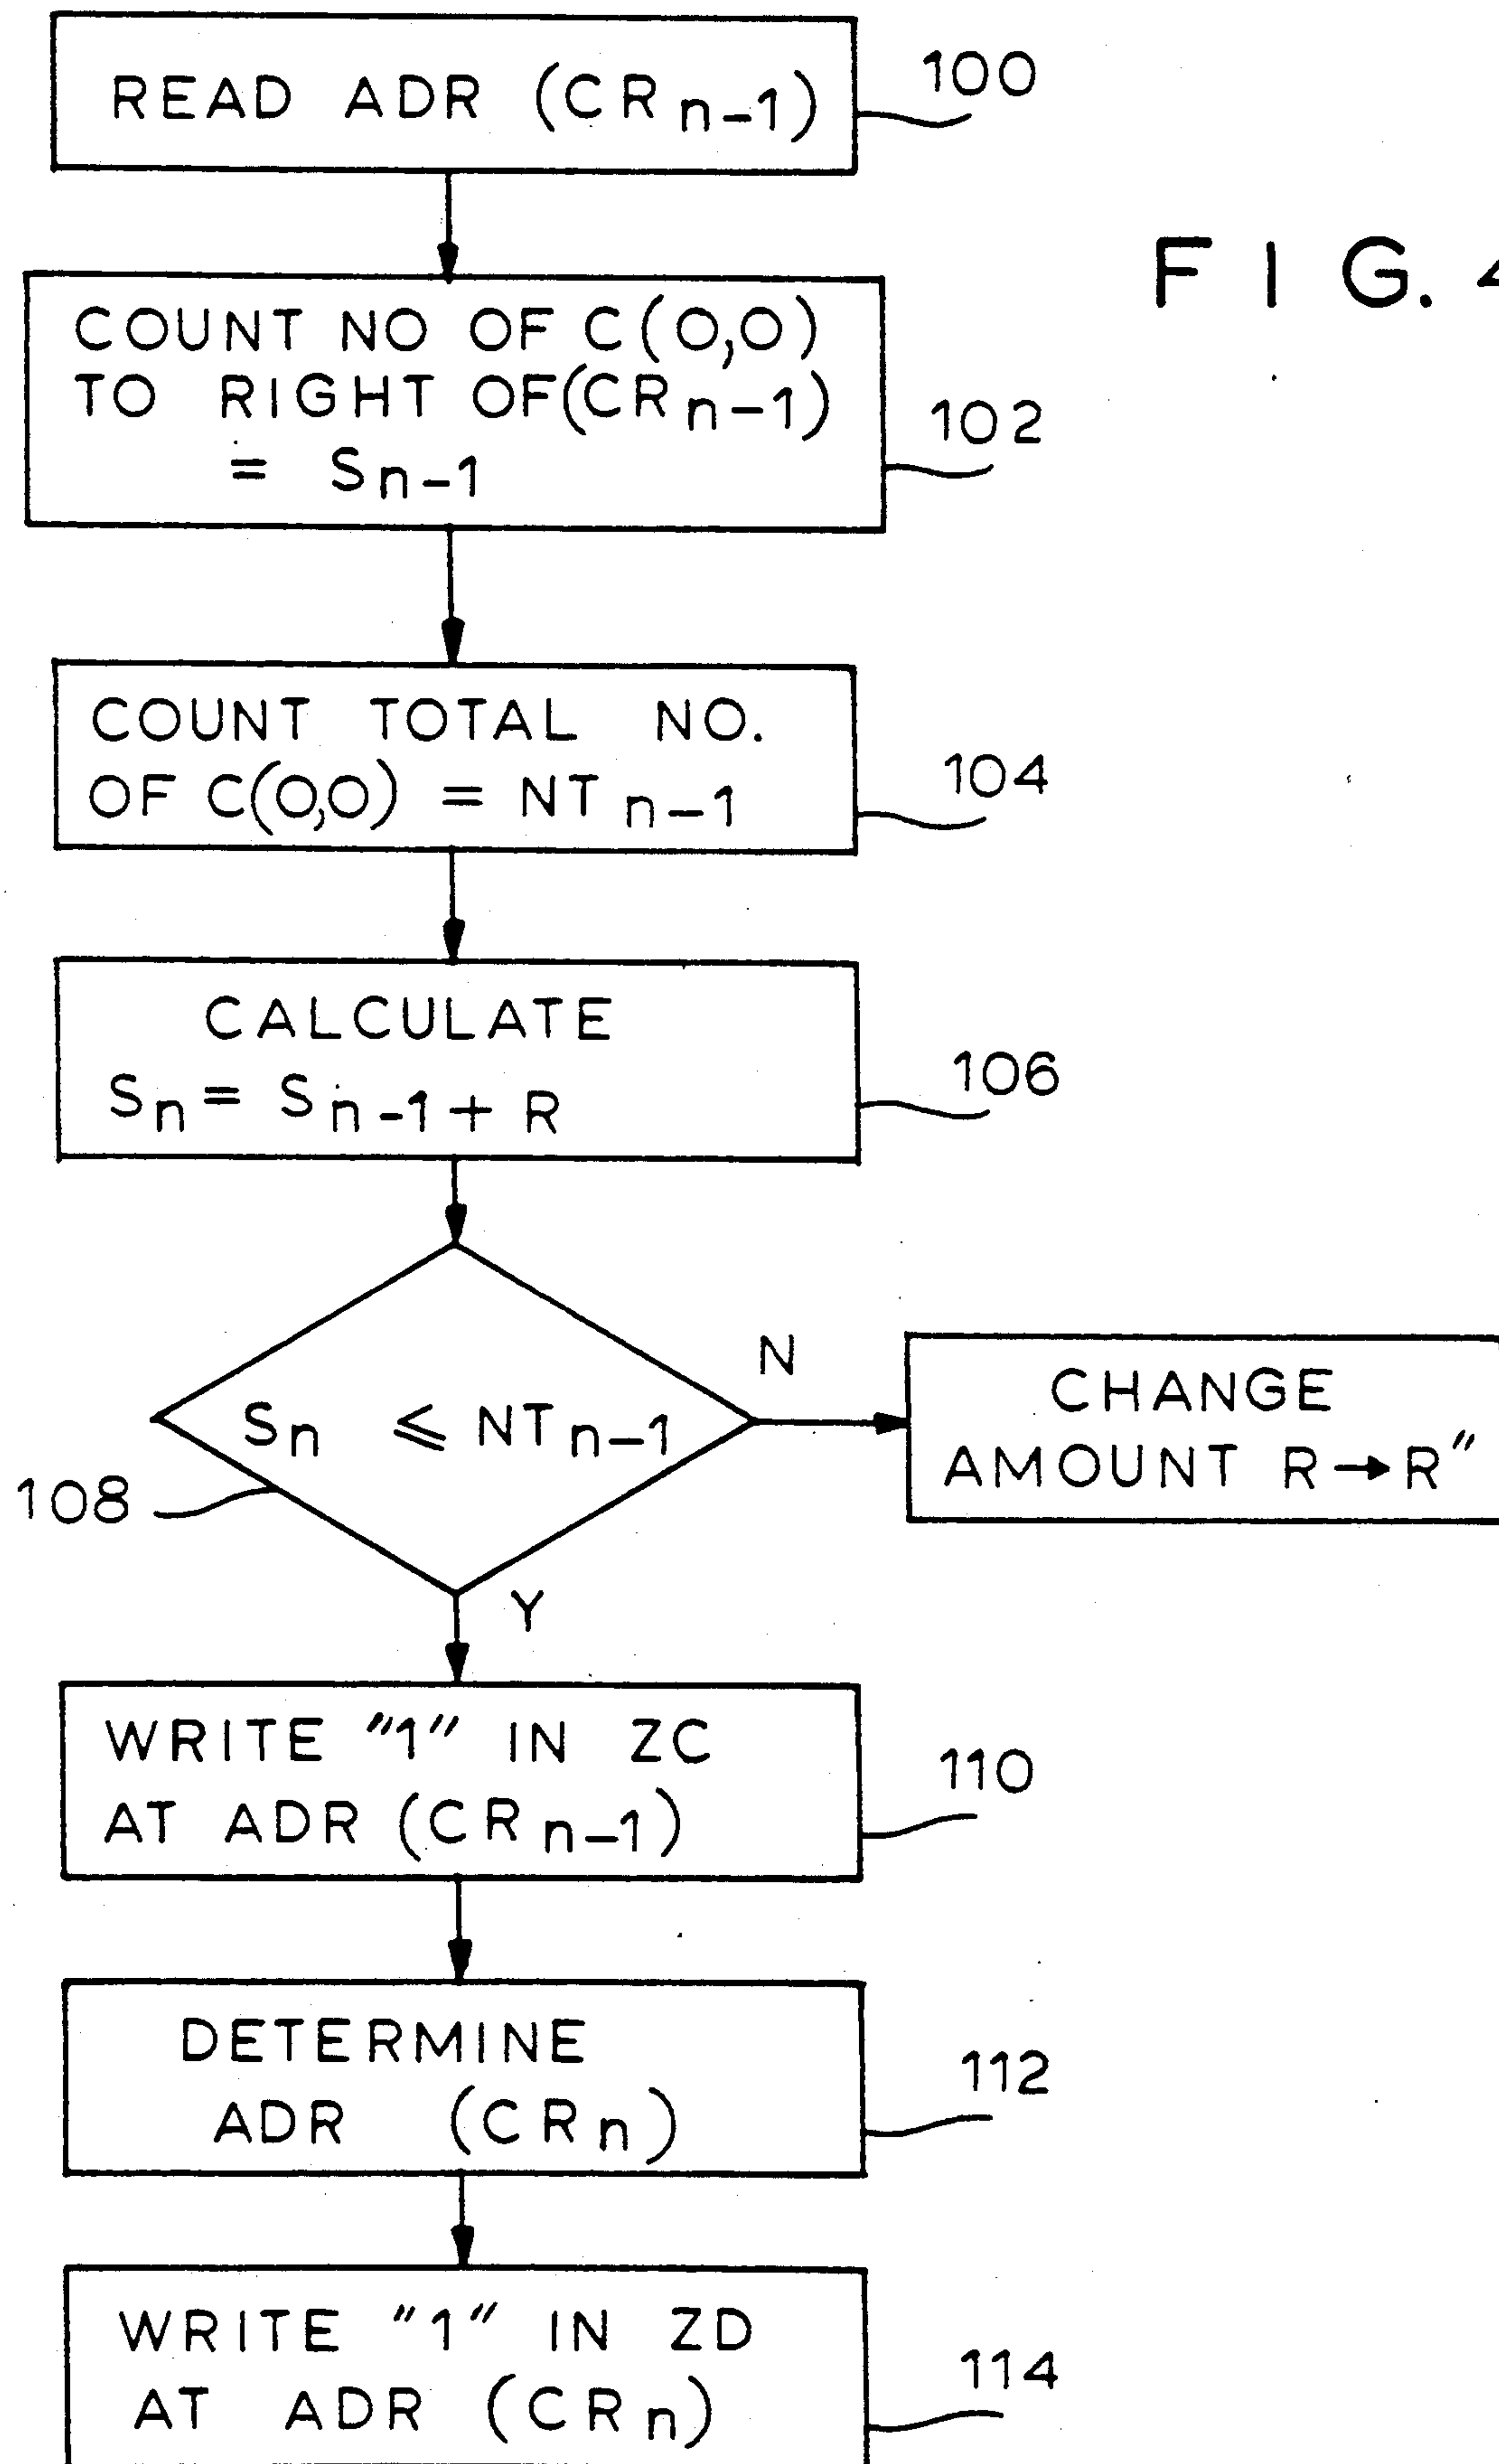 READ ADR (CRn-1)
100
FIG. 4
COUNT NO OF C(0,0)
TO RIGHT OF(CRn-1)
= Sn-1
102
COUNT TOTAL NO.
OF C(0,0) = NTn-1
104
CALCULATE
Sn = Sn-1 + R
106
Sn ⩽ NTn-1
N
108
Y
CHANGE
AMOUNT R→R"
WRITE "1" IN ZC
AT ADR (CRn-1)
110
DETERMINE
ADR (CRn)
112
WRITE "1" IN ZD
AT ADR (CRn)
114